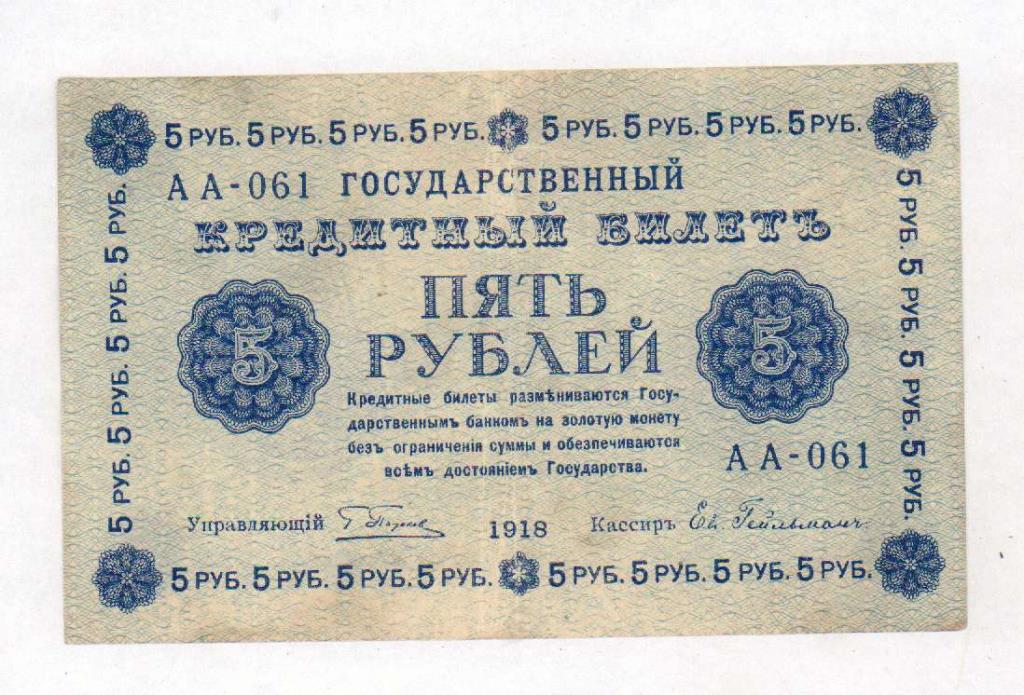 5 РУБ. 5 РУБ. 5 РУБ. 5 РУБ. 5 РУБ. 5 РУБ. 5 РУБ. 5 РУБ.
АА-061 ГОСУДАРСТВЕННЫЙ
КРЕДИТНЫЙ БИЛЕТЪ
ПЯТЬ
РУБЛЕЙ
5
5
Кредитные билеты размѣниваются Госу-
дарственнымъ банкомъ на золотую монету
безъ ограниченія суммы и обезпечиваются
всѣмъ достояніемъ Государства.
АА-061
Управляющій
1918
Кассиръ Ев. Гейльманъ
5 РУБ. 5 РУБ. 5 РУБ. 5 РУБ. 5 РУБ. 5 РУБ. 5 РУБ. 5 РУБ.
5 РУБ. 5 РУБ. 5 РУБ. 5 РУБ.
5 РУБ. 5 РУБ. 5 РУБ. 5 РУБ.